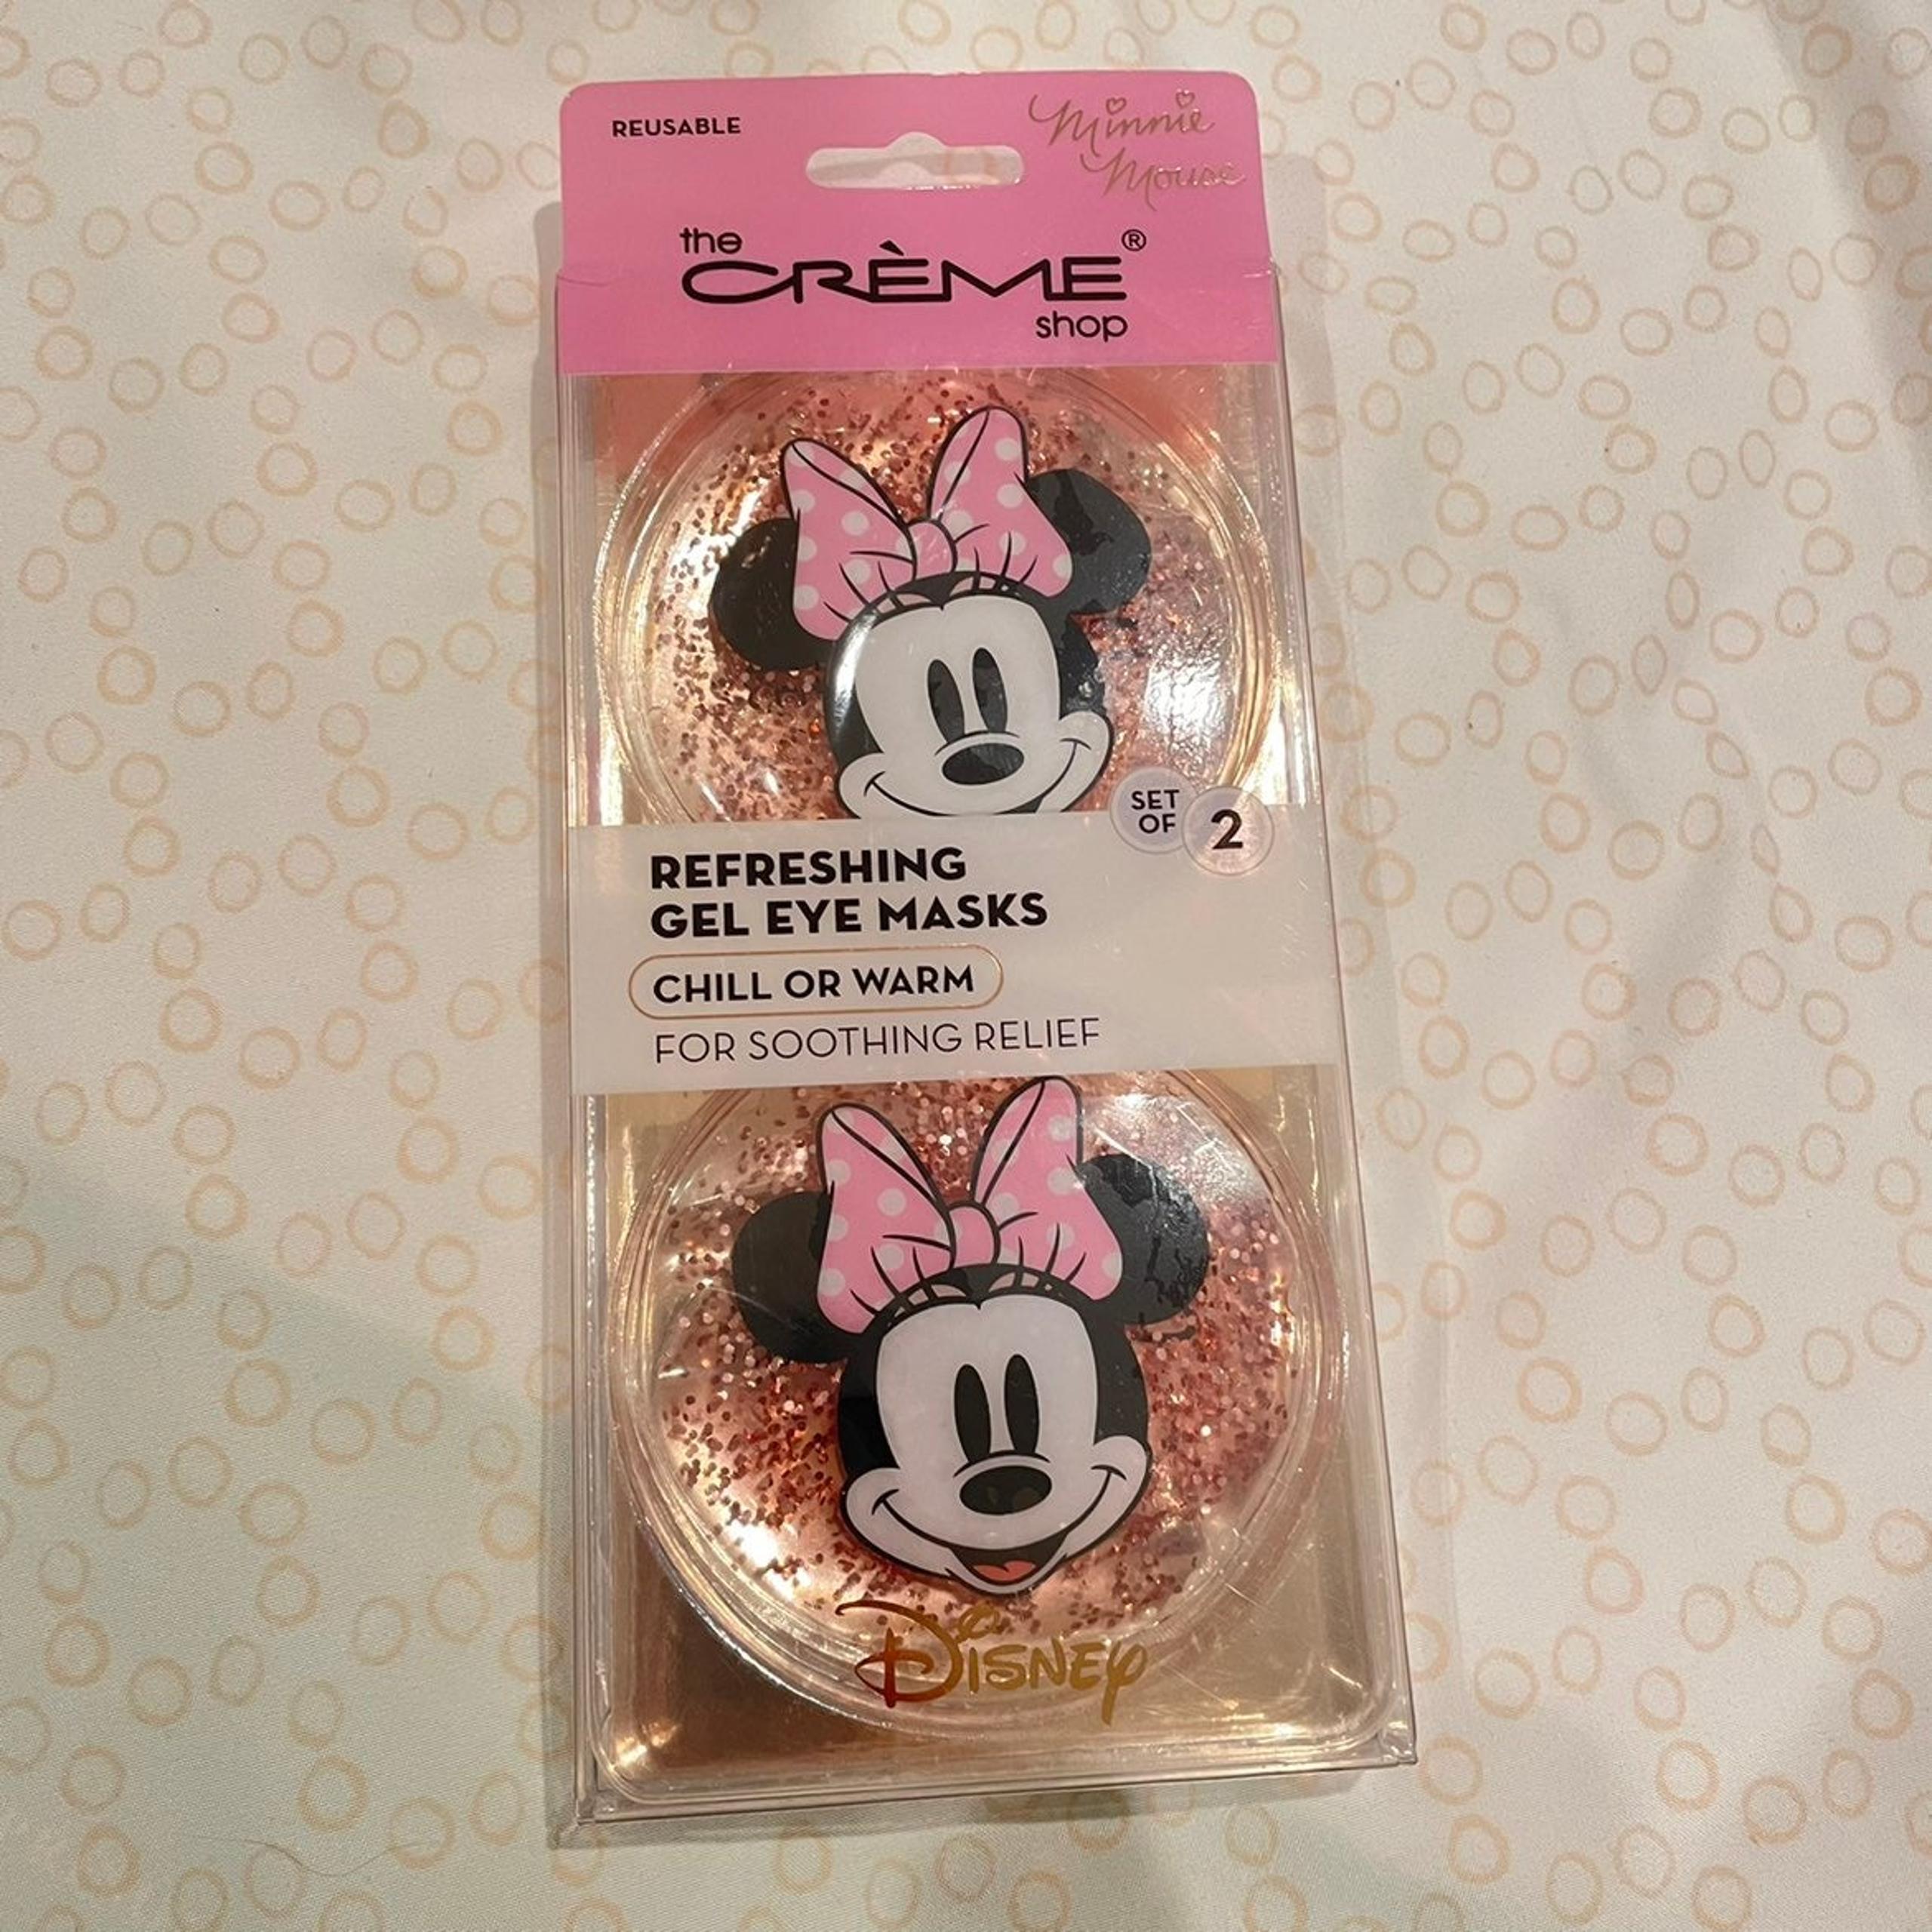 REUSABLE
Minnie
Mouse
the
CRÈME®
shop
SET
OF 2
REFRESHING
GEL EYE MASKS
CHILL OR WARM
FOR SOOTHING RELIEF
Disney